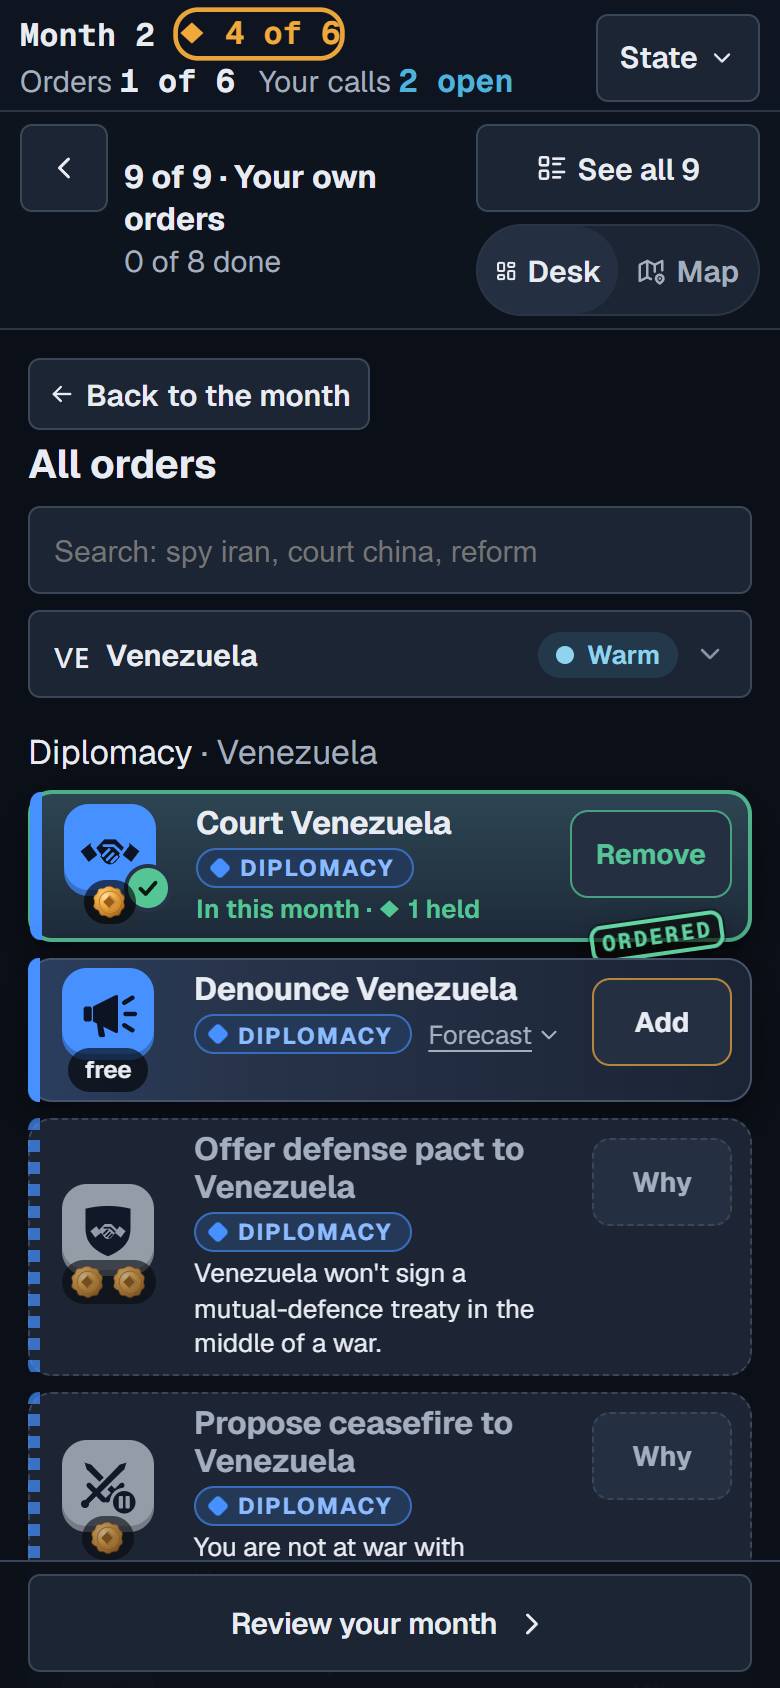 Month 2 4 of 6
Orders 1 of 6 Your calls 2 open
State
9 of 9 · Your own
orders
0 of 8 done
See all 9
Desk Map
Back to the month
All orders
Search: spy iran, court china, reform
VE Venezuela Warm
Diplomacy · Venezuela
Court Venezuela
DIPLOMACY
In this month · 1 held
Remove
ORDERED
Denounce Venezuela
DIPLOMACY Forecast
free
Add
Offer defense pact to
Venezuela
DIPLOMACY
Venezuela won't sign a
mutual-defence treaty in the
middle of a war.
Why
Propose ceasefire to
Venezuela
DIPLOMACY
You are not at war with
Why
Review your month